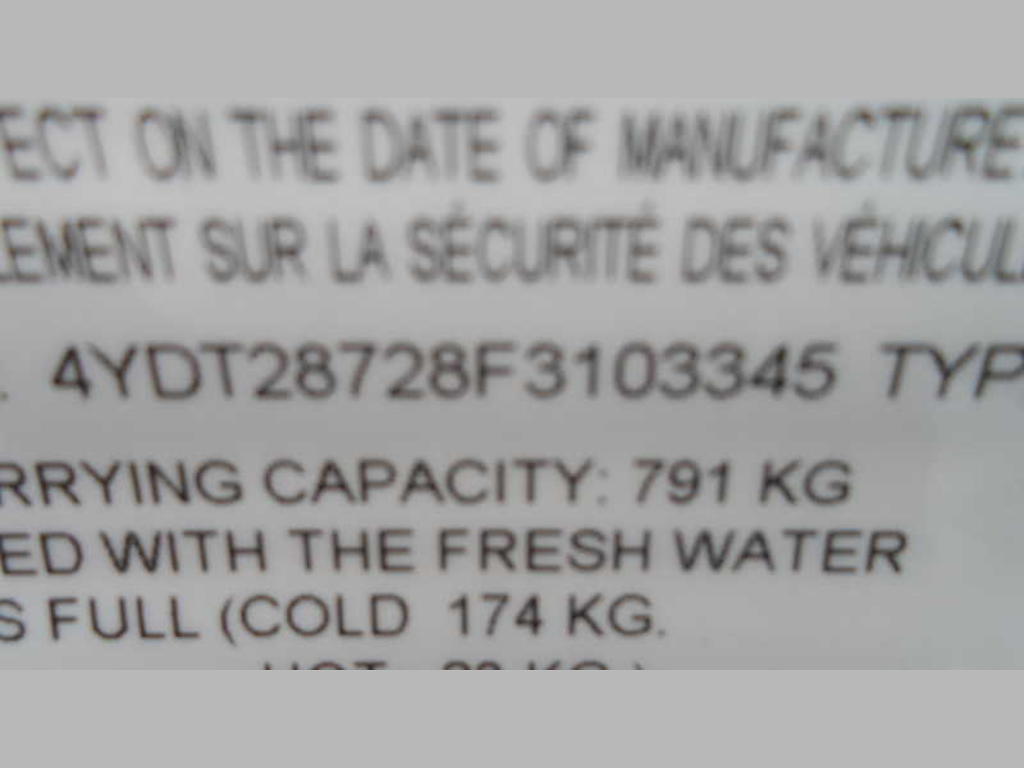 FECT ON THE DATE OF MANUFACTURE.
LEMENT SUR LA SÉCURITÉ DES VÉHICUL
. 4YDT28728F3103345 TYP
RRYING CAPACITY: 791 KG
ED WITH THE FRESH WATER
S FULL (COLD 174 KG.